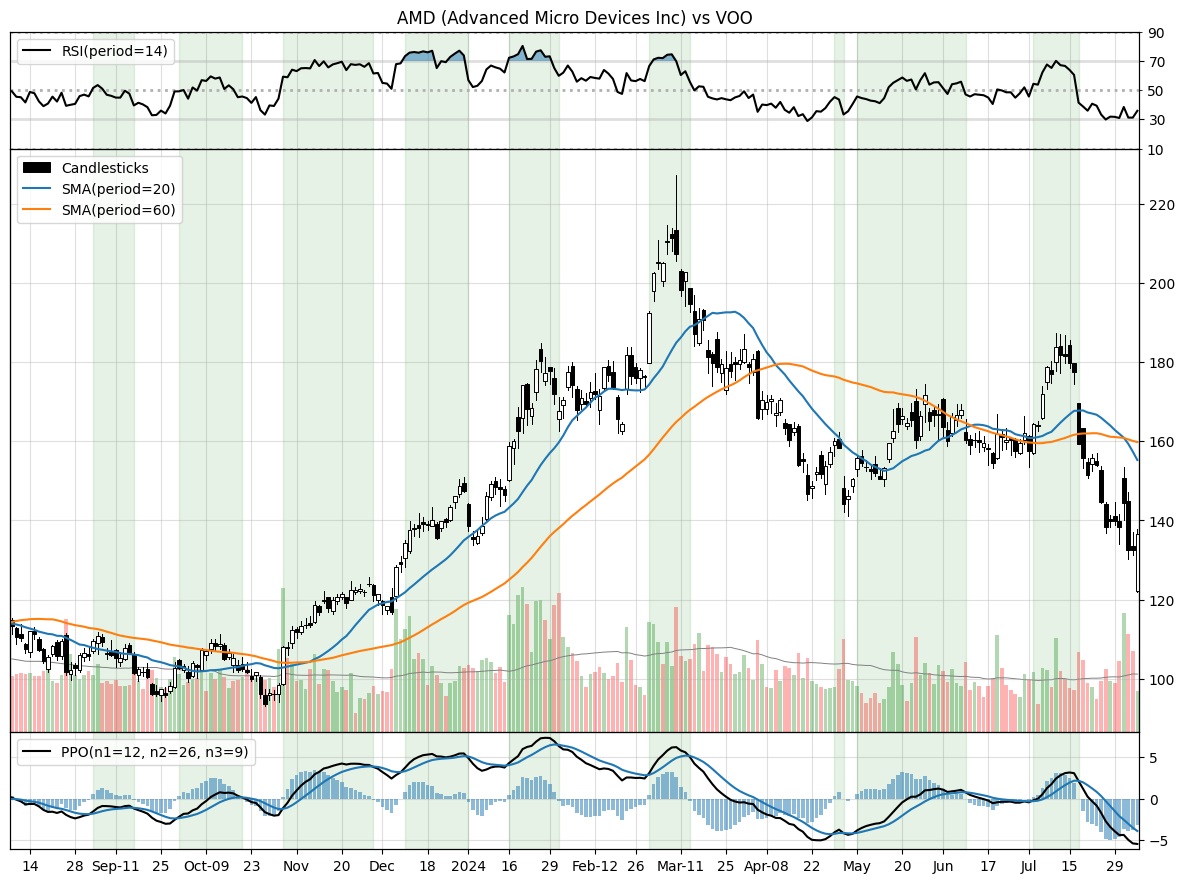 AMD (Advanced Micro Devices Inc) vs VOO
RSI(period=14)
90
70
50
30
10
Candlesticks
SMA(period=20)
SMA(period=60)
220
200
180
160
140
120
100
PPO(n1=12, n2=26, n3=9)
5
0
−5
14 28 Sep-11 25 Oct-09 23 Nov 20 Dec 18 2024 16 29 Feb-12 26 Mar-11 25 Apr-08 22 May 20 Jun 17 Jul 15 29